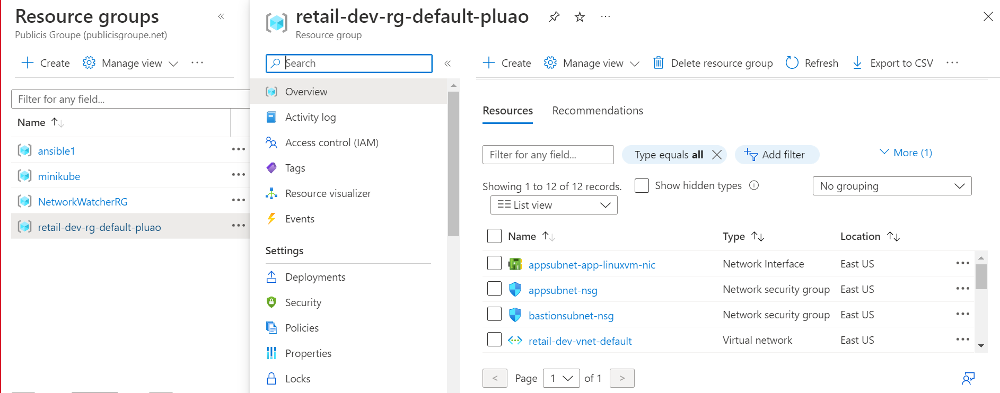 Resource groups
«
Publicis Groupe (publicisgroupe.net)
Create
Manage view
...
Filter for any field...
Name
ansible1
minikube
NetworkWatcherRG
retail-dev-rg-default-pluao
retail-dev-rg-default-pluao
Resource group
Search
«
Overview
Activity log
Access control (IAM)
Tags
Resource visualizer
Events
Settings
Deployments
Security
Policies
Properties
Locks
Create
Manage view
Delete resource group
Refresh
Export to CSV
...
Resources
Recommendations
Filter for any field...
Type equals all
Add filter
More (1)
Showing 1 to 12 of 12 records.
Show hidden types
No grouping
List view
Name Type Location
appsubnet-app-linuxvm-nic Network Interface East US
appsubnet-nsg Network security group East US
bastionsubnet-nsg Network security group East US
retail-dev-vnet-default Virtual network East US
< Page 1 of 1 >